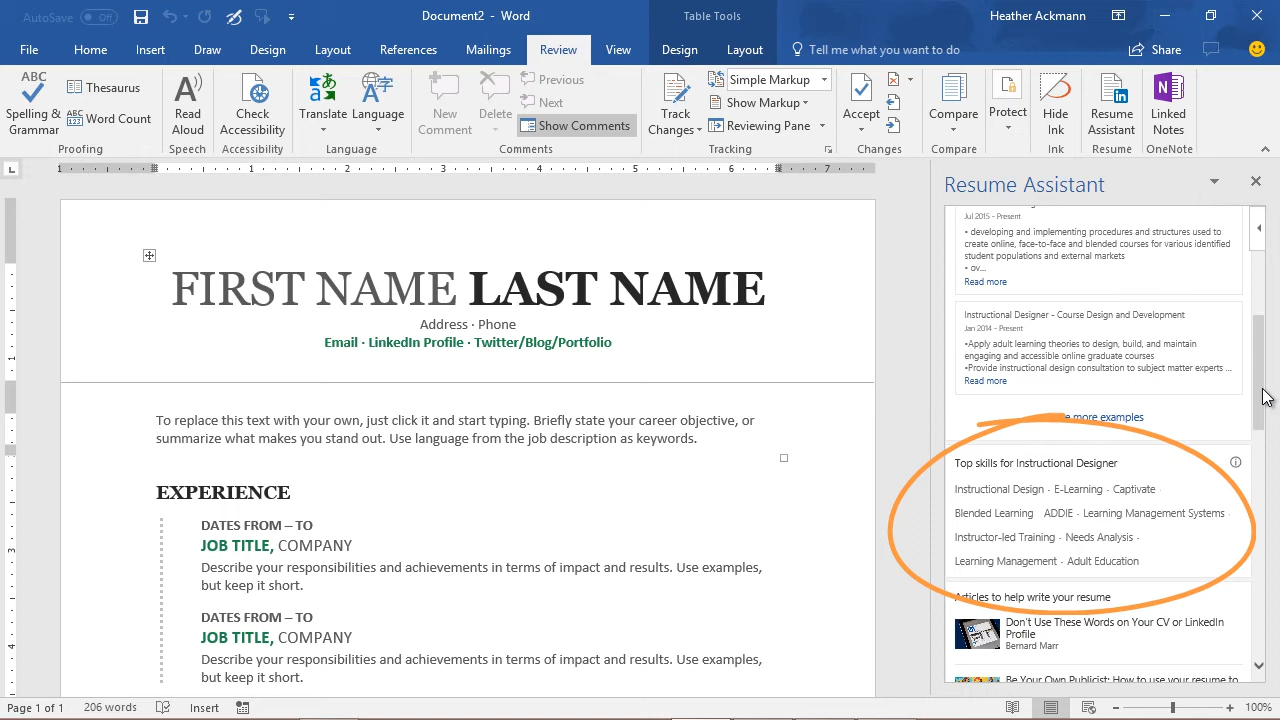 AutoSave Off
Document2 - Word
Table Tools
Heather Ackmann
File Home Insert Draw Design Layout References Mailings Review View Design Layout Tell me what you want to do Share
ABC
Spelling & Grammar
Thesaurus
ABC 123 Word Count
Proofing
Read Aloud
Speech
Check Accessibility
Accessibility
Translate
Language
Language
New Comment
Delete
Previous
Next
Show Comments
Comments
Track Changes
Simple Markup
Show Markup
Reviewing Pane
Tracking
Accept
Changes
Compare
Compare
Protect
Hide Ink
Ink
Resume Assistant
Resume
Linked Notes
OneNote
1 1 2 3 4 5 6 7
1
3
4
FIRST NAME LAST NAME
Address · Phone
Email · LinkedIn Profile · Twitter/Blog/Portfolio
To replace this text with your own, just click it and start typing. Briefly state your career objective, or
summarize what makes you stand out. Use language from the job description as keywords.
EXPERIENCE
DATES FROM – TO
JOB TITLE, COMPANY
Describe your responsibilities and achievements in terms of impact and results. Use examples,
but keep it short.
DATES FROM – TO
JOB TITLE, COMPANY
Describe your responsibilities and achievements in terms of impact and results. Use examples,
but keep it short.
Resume Assistant
Jul 2015 - Present
• developing and implementing procedures and structures used to
create online, face-to-face and blended courses for various identified
student populations and external markets
• ov...
Read more
Instructional Designer - Course Design and Development
Jan 2014 - Present
•Apply adult learning theories to design, build, and maintain
engaging and accessible online graduate courses
•Provide instructional design consultation to subject matter experts ...
Read more
more examples
Top skills for Instructional Designer
Instructional Design · E-Learning · Captivate
Blended Learning ADDIE · Learning Management Systems ·
Instructor-led Training · Needs Analysis ·
Learning Management · Adult Education
Articles to help write your resume
Don't Use These Words on Your CV or LinkedIn
Profile
Bernard Marr
Be Your Own Publicist: How to use your resume to
Page 1 of 1 206 words Insert 100%